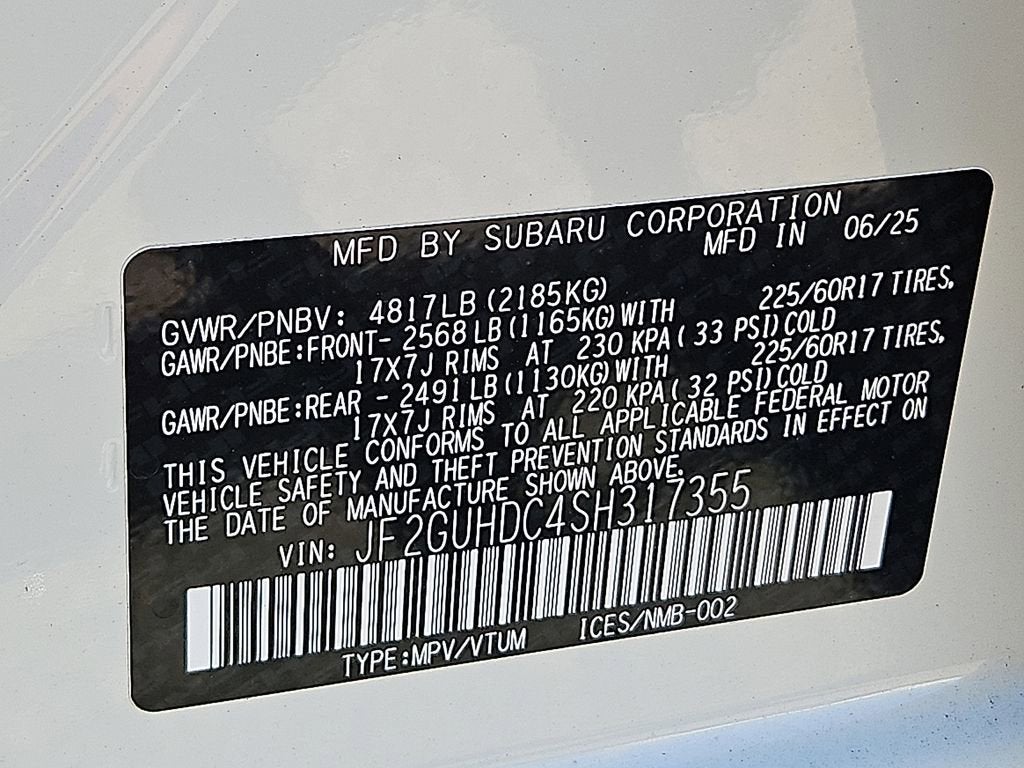 MFD BY SUBARU CORPORATION
MFD IN 06/25
GVWR/PNBV: 4817LB (2185KG)
GAWR/PNBE:FRONT- 2568 LB (1165KG) WITH 225/60R17 TIRES.
17X7J RIMS AT 230 KPA ( 33 PSI) COLD
GAWR/PNBE:REAR - 2491 LB (1130KG) WITH 225/60R17 TIRES.
17X7J RIMS AT 220 KPA ( 32 PSI) COLD
THIS VEHICLE CONFORMS TO ALL APPLICABLE FEDERAL MOTOR
VEHICLE SAFETY AND THEFT PREVENTION STANDARDS IN EFFECT ON
THE DATE OF MANUFACTURE SHOWN ABOVE.
VIN: JF2GUHDC4SH317355
TYPE:MPV/VTUM ICES/NMB-002